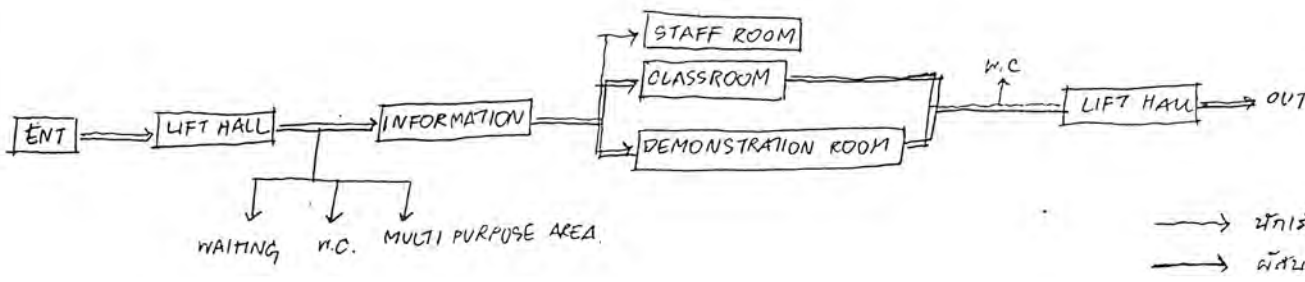 STAFF ROOM
CLASSROOM
W.C
ENT
LIFT HALL
INFORMATION
LIFT HALL
OUT
DEMONSTRATION ROOM
WAITING
W.C.
MULTI PURPOSE AREA.